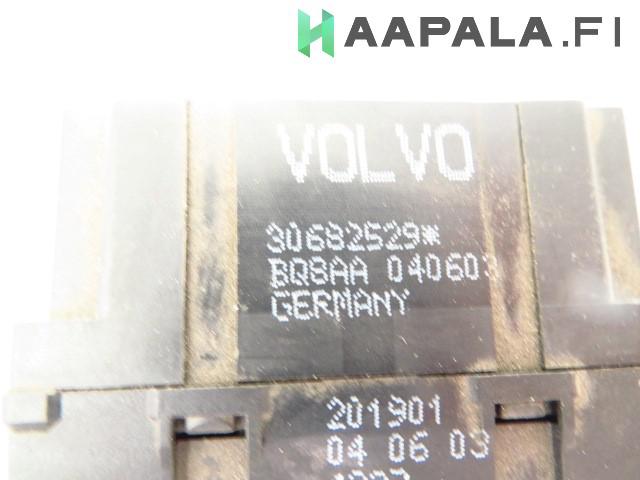 HAAPALA.FI
VOLVO
30682529*
BQ8AA 040603
GERMANY
201901
04 06 03